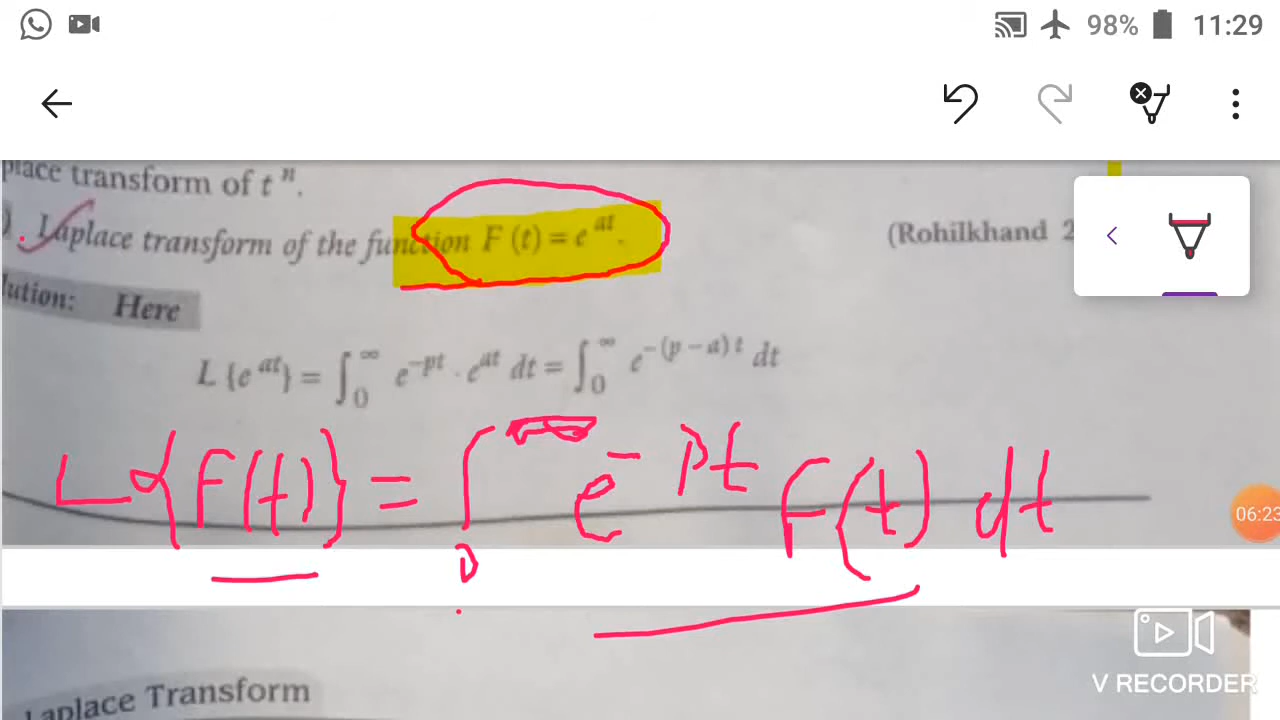 98% 11:29
place transform of t ⁿ.
). Laplace transform of the function F (t) = e ᵃᵗ. (Rohilkhand 2
lution: Here
L {e ᵃᵗ} = ∫₀^∞ e^-pt . e^at dt = ∫₀^∞ e^-(p - a) t dt
L{F(t)} = ∫₀^∞ e^-pt F(t) dt
06:23
Laplace Transform
V RECORDER